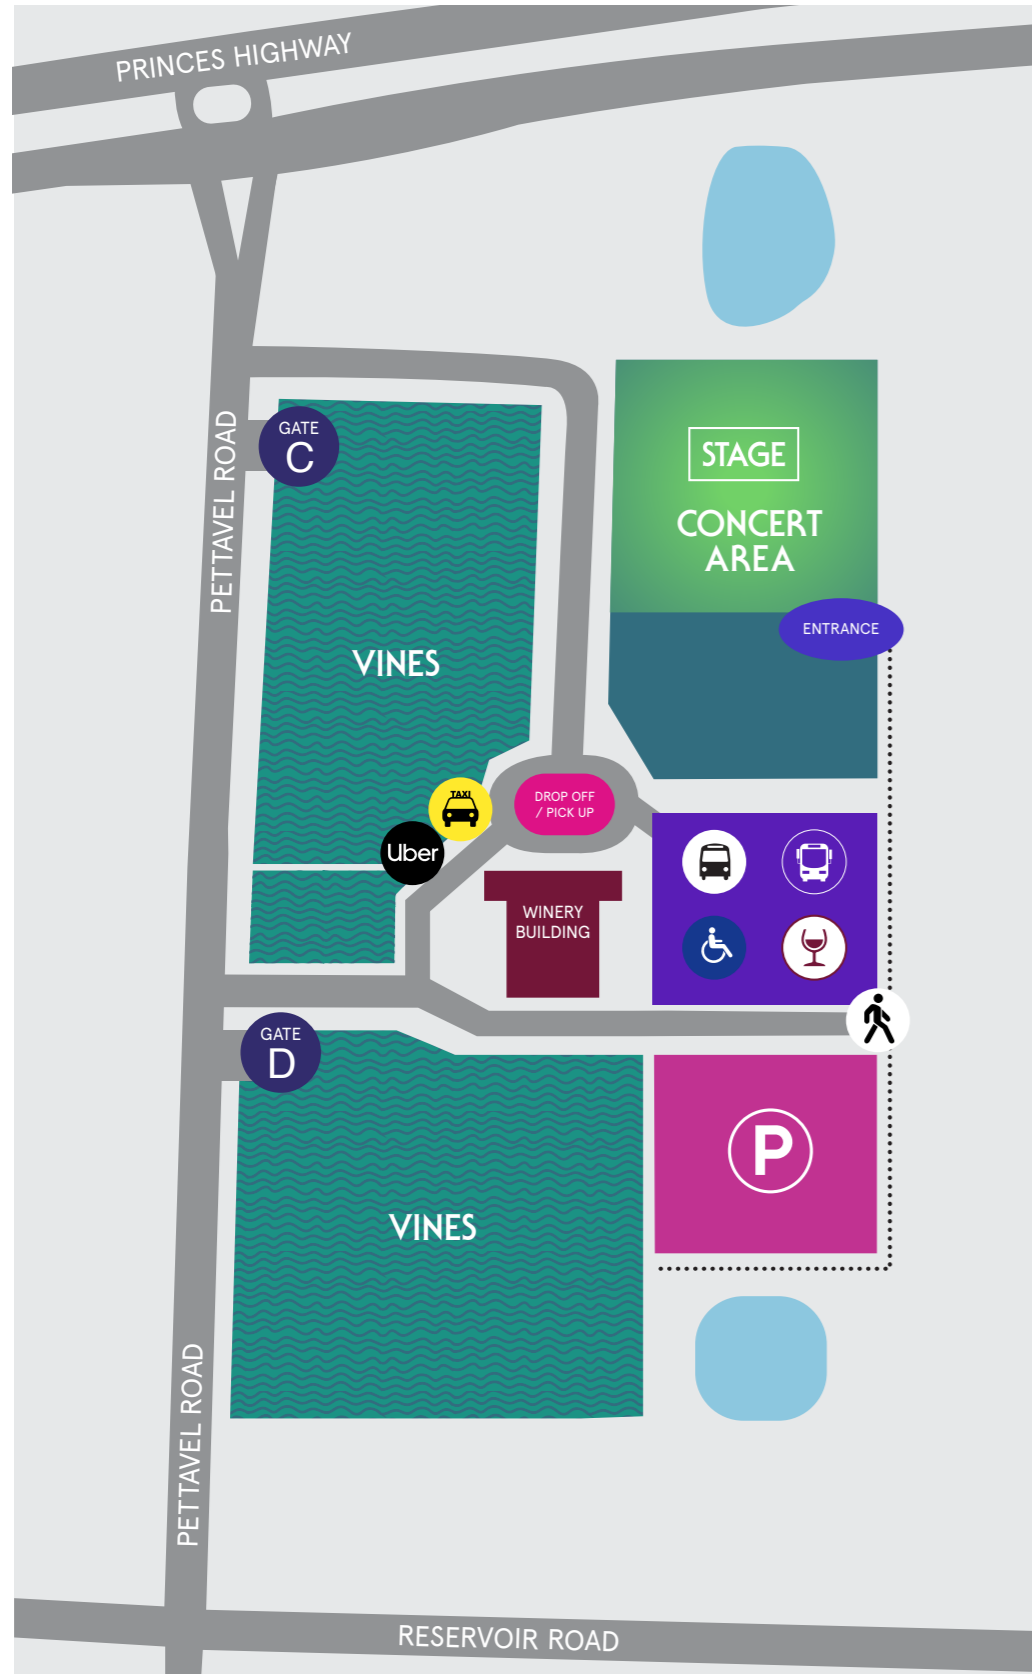 PRINCES HIGHWAY
PETTAVEL ROAD
GATE
C
STAGE
CONCERT
AREA
ENTRANCE
VINES
TAXI
Uber
DROP OFF
/ PICK UP
WINERY
BUILDING
GATE
D
P
VINES
PETTAVEL ROAD
RESERVOIR ROAD